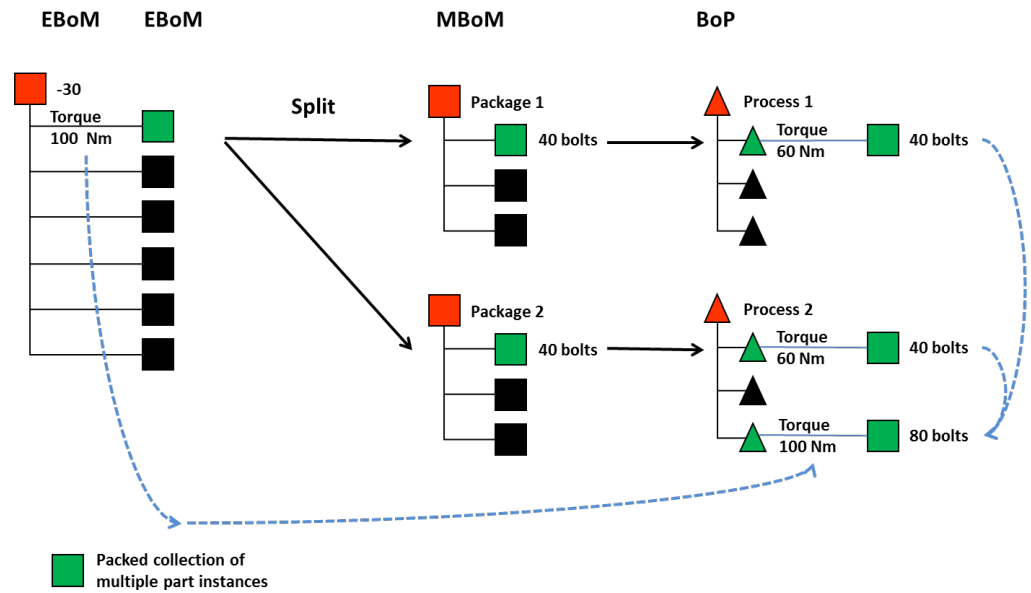 EBoM
EBoM
MBoM
BoP
-30
Torque
100 Nm
Split
Package 1
40 bolts
Process 1
Torque
60 Nm
40 bolts
Package 2
40 bolts
Process 2
Torque
60 Nm
40 bolts
Torque
100 Nm
80 bolts
Packed collection of
multiple part instances